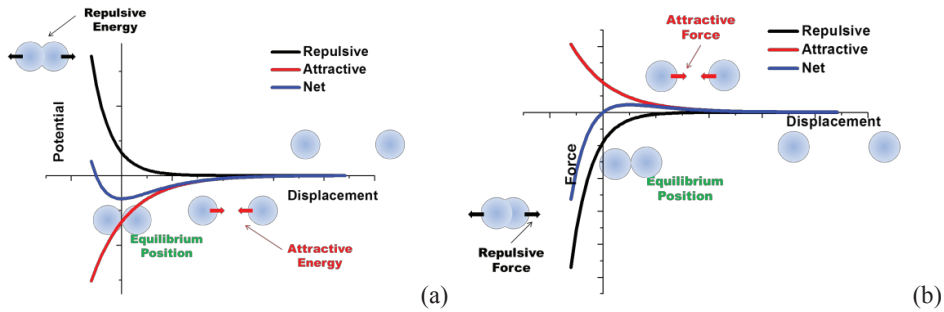 Repulsive
Energy
Repulsive
Attractive
Net
Potential
Displacement
Equilibrium
Position
Attractive
Energy
(a)
Attractive
Force
Repulsive
Attractive
Net
Displacement
Force
Equilibrium
Position
Repulsive
Force
(b)